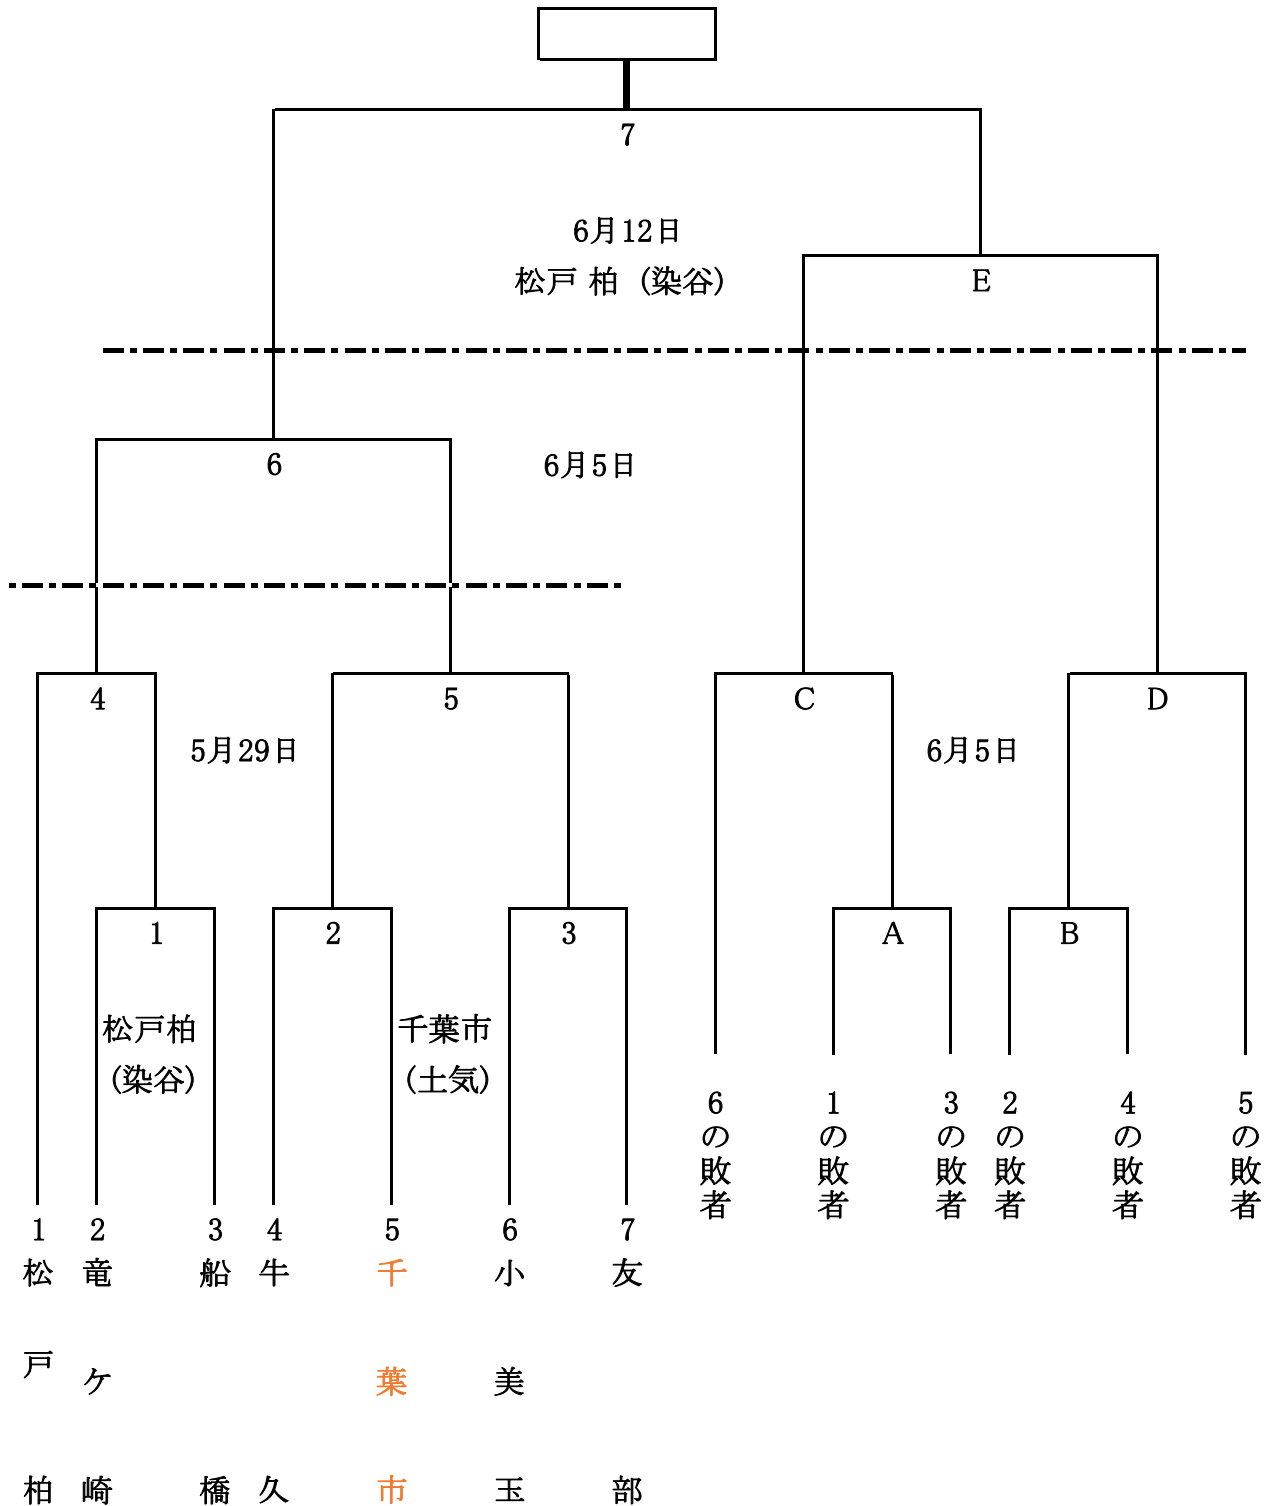 7
6月12日
松戸 柏 (染谷)
E
6
6月5日
4
5
C
D
5月29日
6月5日
1
2
3
A
B
松戸柏
(染谷)
千葉市
(土気)
6の敗者
1の敗者
3の敗者
2の敗者
4の敗者
5の敗者
1
松戸柏
2
竜ケ崎
3
船橋
4
牛久
5
千葉市
6
小美玉
7
友部